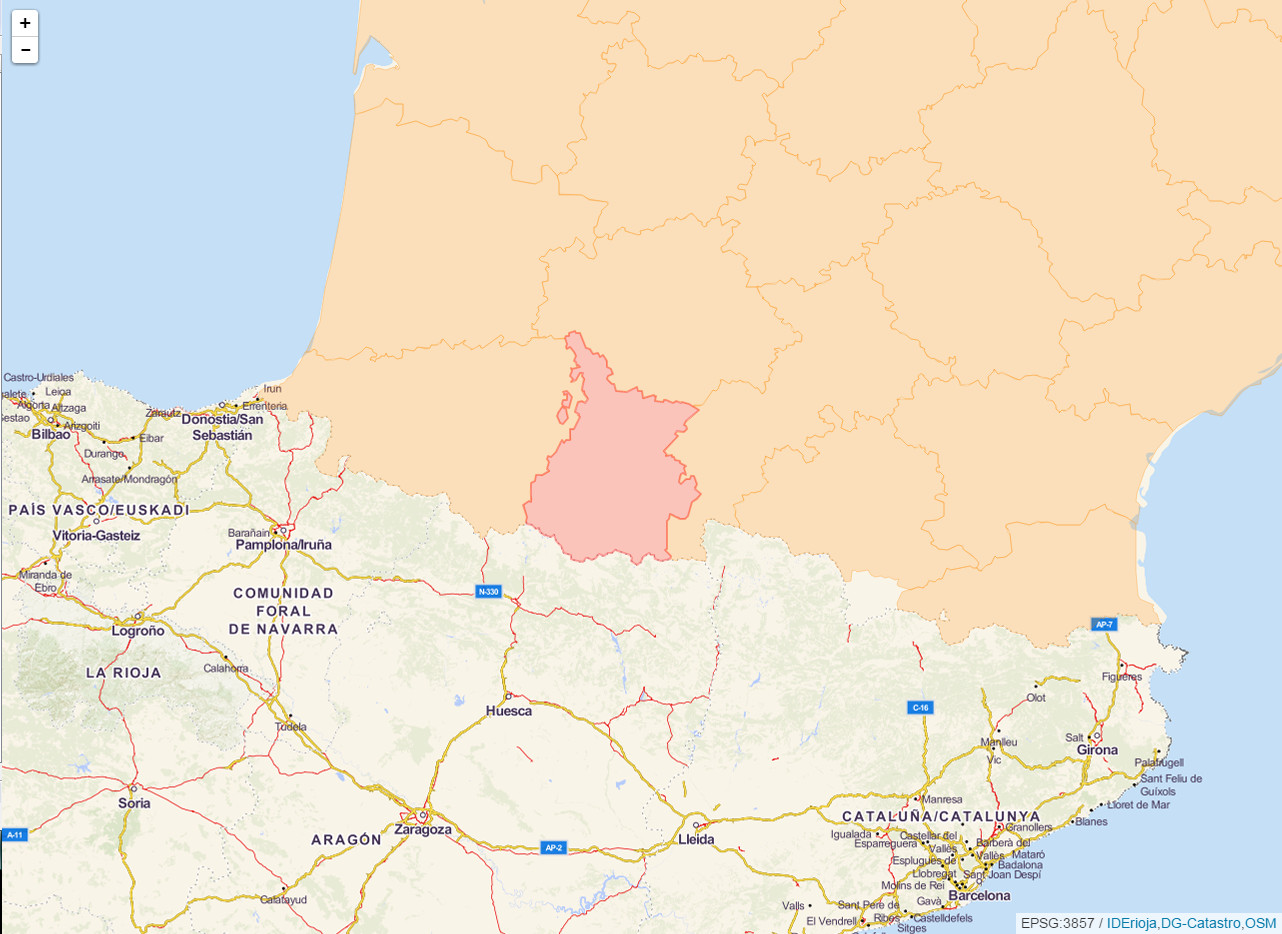 +
−
Castro-Urdiales
Leioa
Algorta
Altzaga
Sestao
Arizgoiti
Bilbao
Zarautz
Irun
Errenteria
Donostia/San
Sebastián
Eibar
Durango
Arrasate/Mondragón
PAÍS VASCO/EUSKADI
Vitoria-Gasteiz
Barañain
Pamplona/Iruña
Miranda de
Ebro
COMUNIDAD
FORAL
DE NAVARRA
N-330
AP-7
Logroño
LA RIOJA
Calahorra
Figueres
Olot
Huesca
C-16
Tudela
Manlleu
Vic
Salt
Girona
Palafrugell
Sant Feliu de
Guíxols
Soria
Manresa
Lloret de Mar
Blanes
A-11
ARAGÓN
Zaragoza
AP-2
Lleida
CATALUÑA/CATALUNYA
Igualada
Esparreguera
Castellar del
Vallès
Granollers
Barberà del
Vallès
Mataró
Badalona
Esplugues de
Llobregat
Sant Joan Despí
Molins de Rei
Barcelona
Calatayud
Gavà
Valls
Sant Pere de
Ribes
Castelldefels
El Vendrell
Sitges
EPSG:3857 / IDErioja,DG-Catastro,OSM